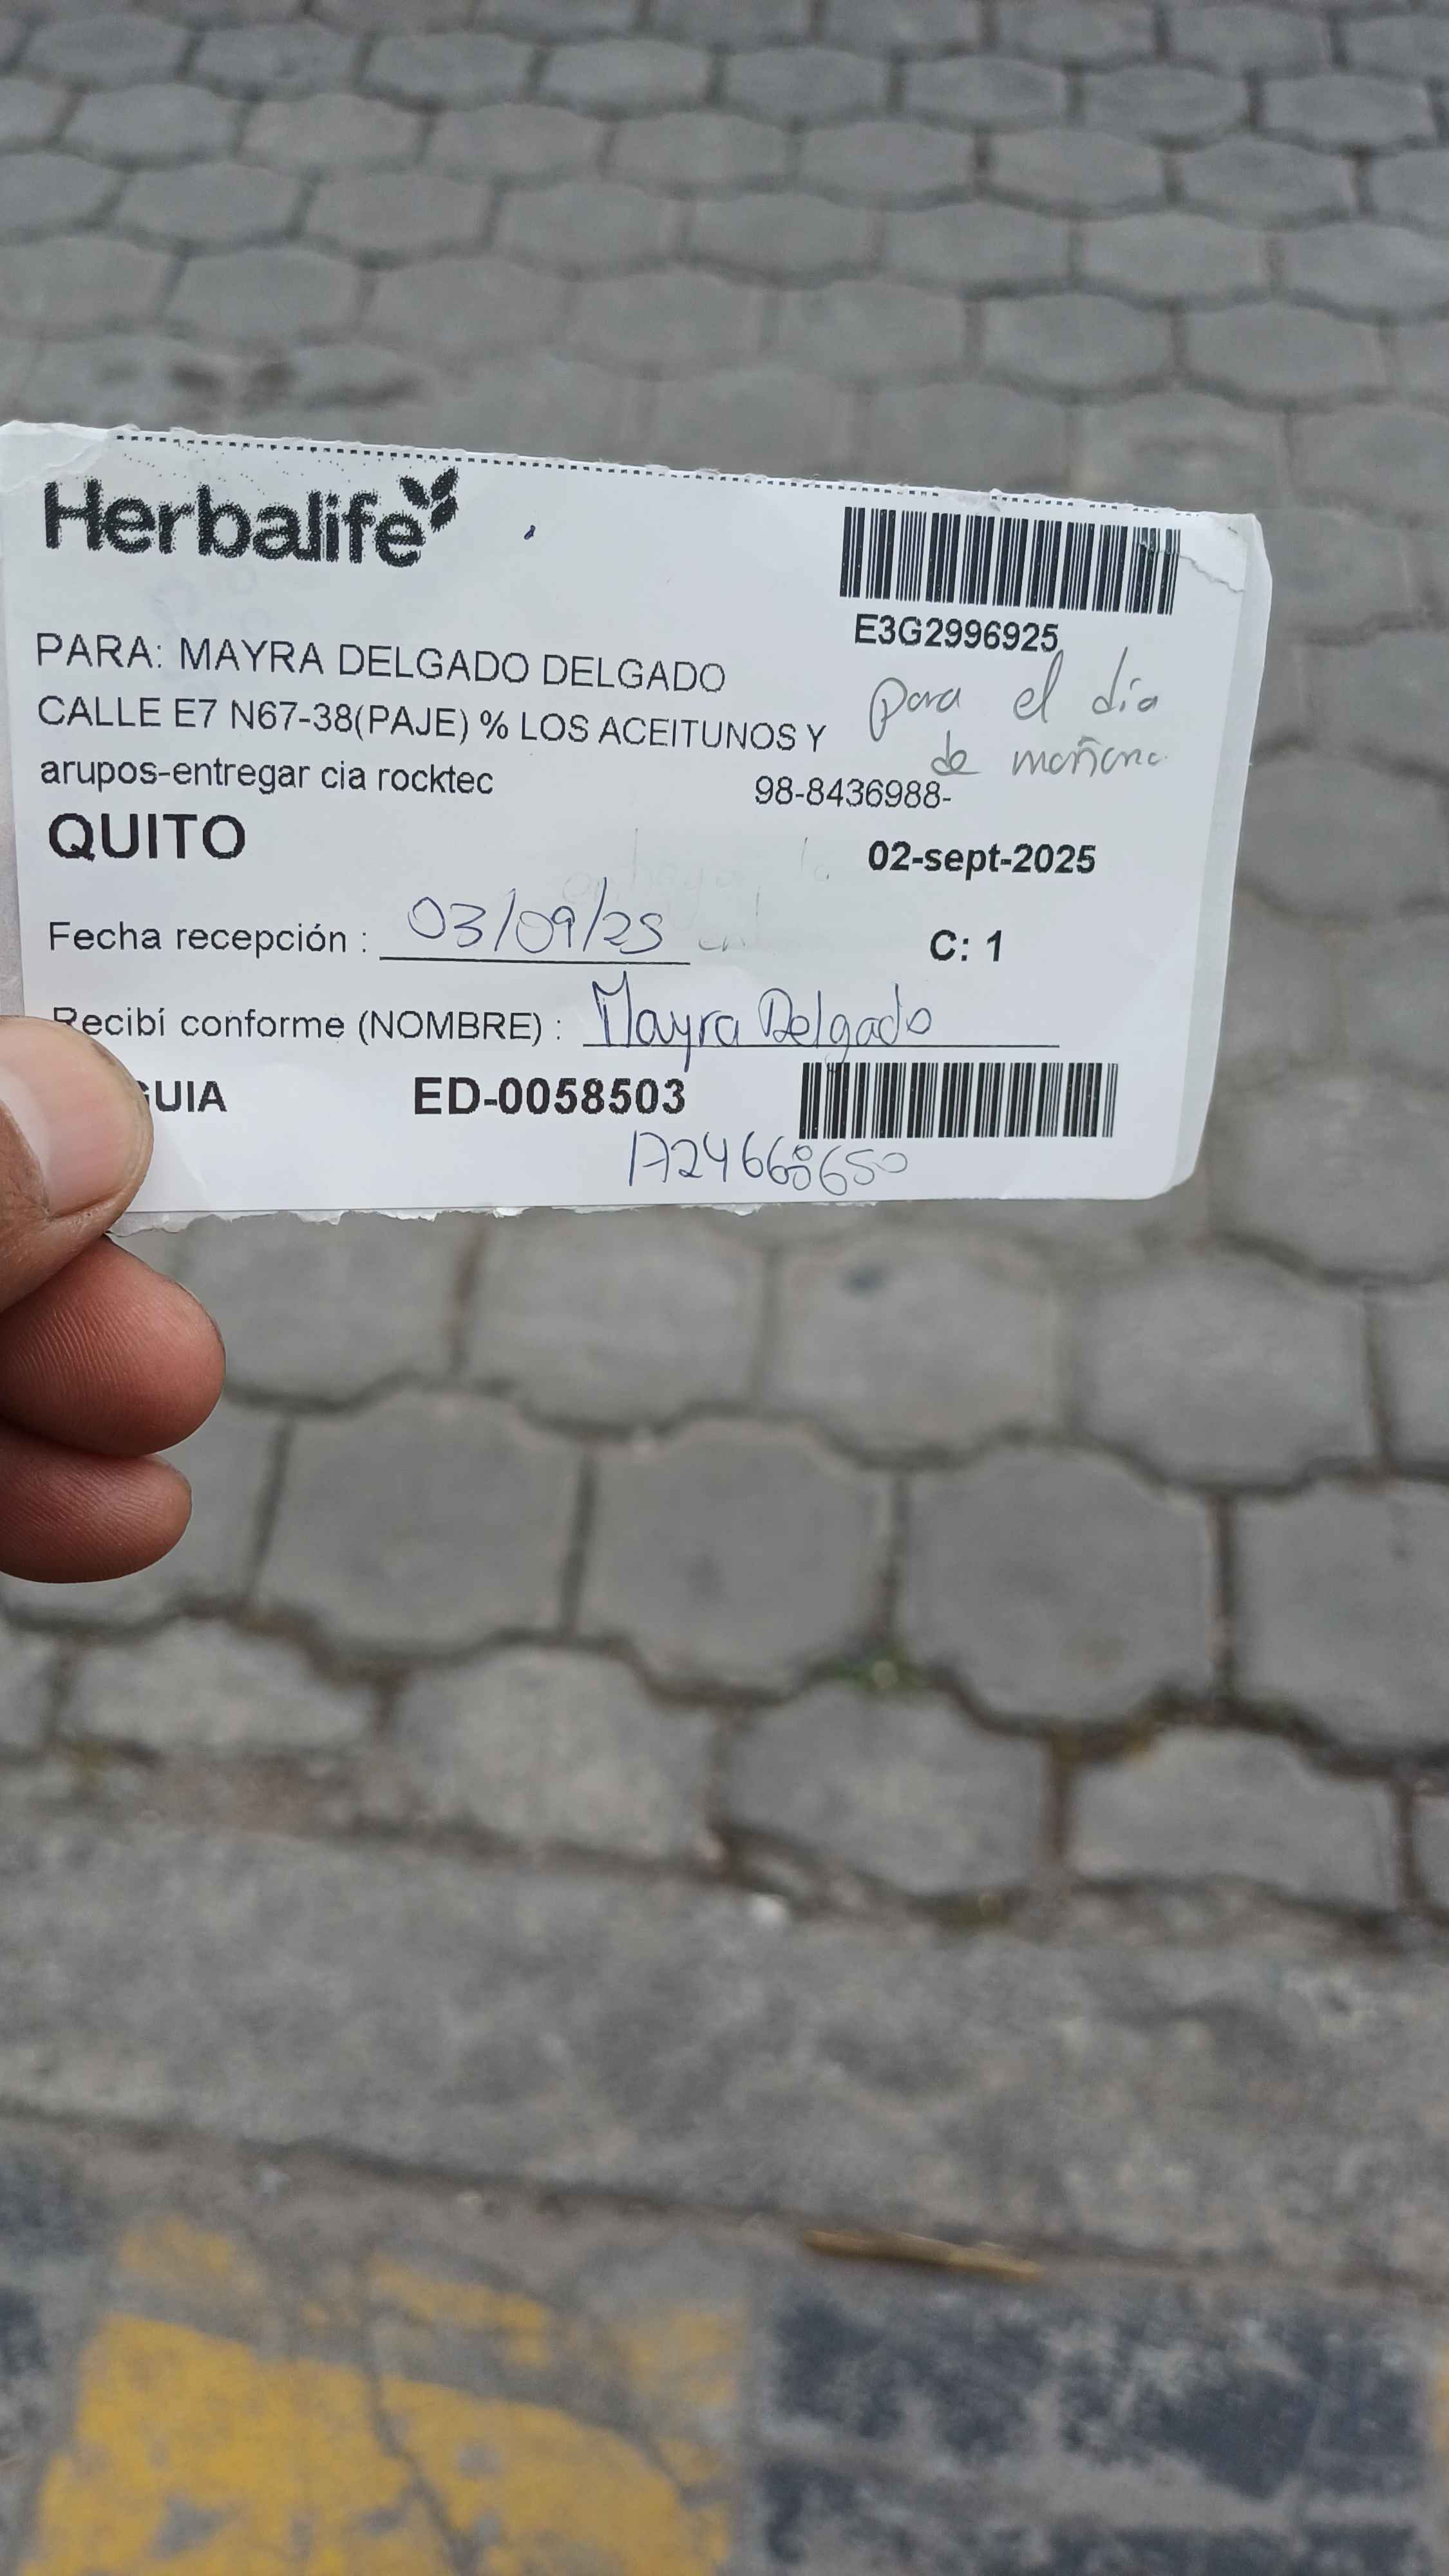 Herbalife
E3G2996925
PARA: MAYRA DELGADO DELGADO
CALLE E7 N67-38(PAJE) % LOS ACEITUNOS Y
arupos-entregar cia rocktec
para el día
de mañana
98-8436988-
QUITO
02-sept-2025
Fecha recepción : 03/09/25
C: 1
Recibí conforme (NOMBRE) : Mayra Delgado
GUIA ED-0058503